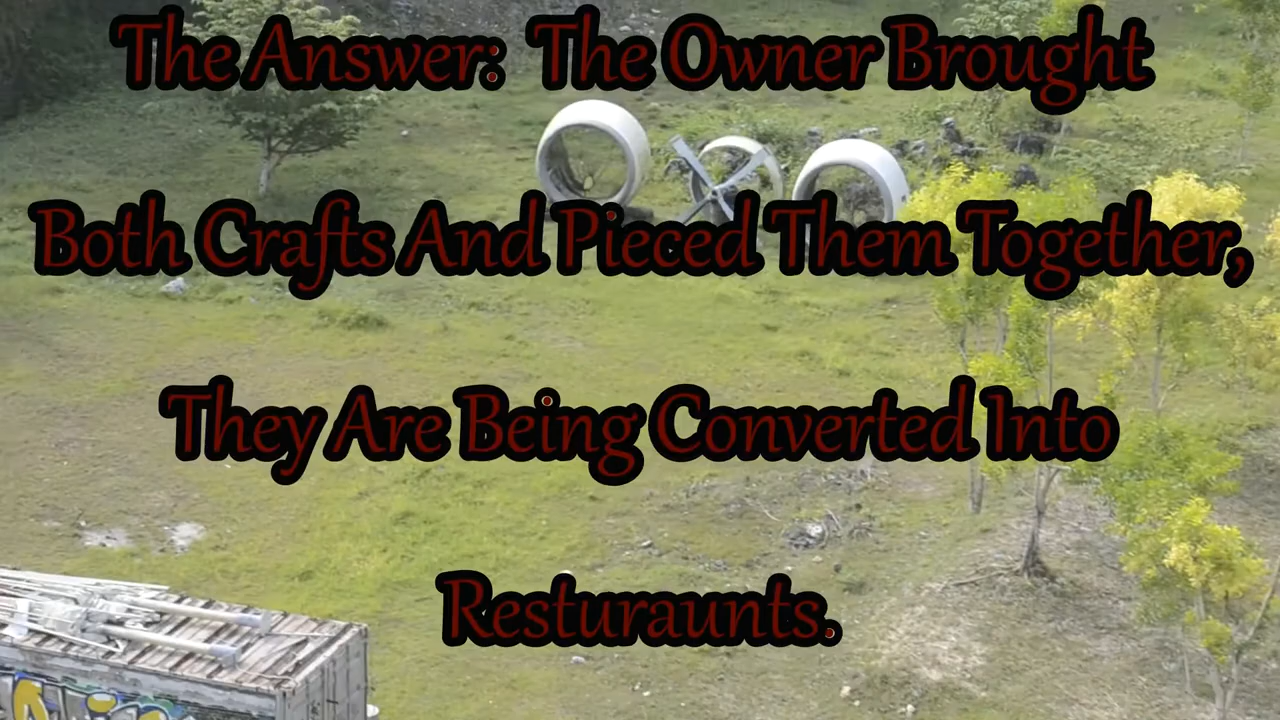 The Answer: The Owner Brought
Both Crafts And Pieced Them Together,
They Are Being Converted Into
Resturaunts.